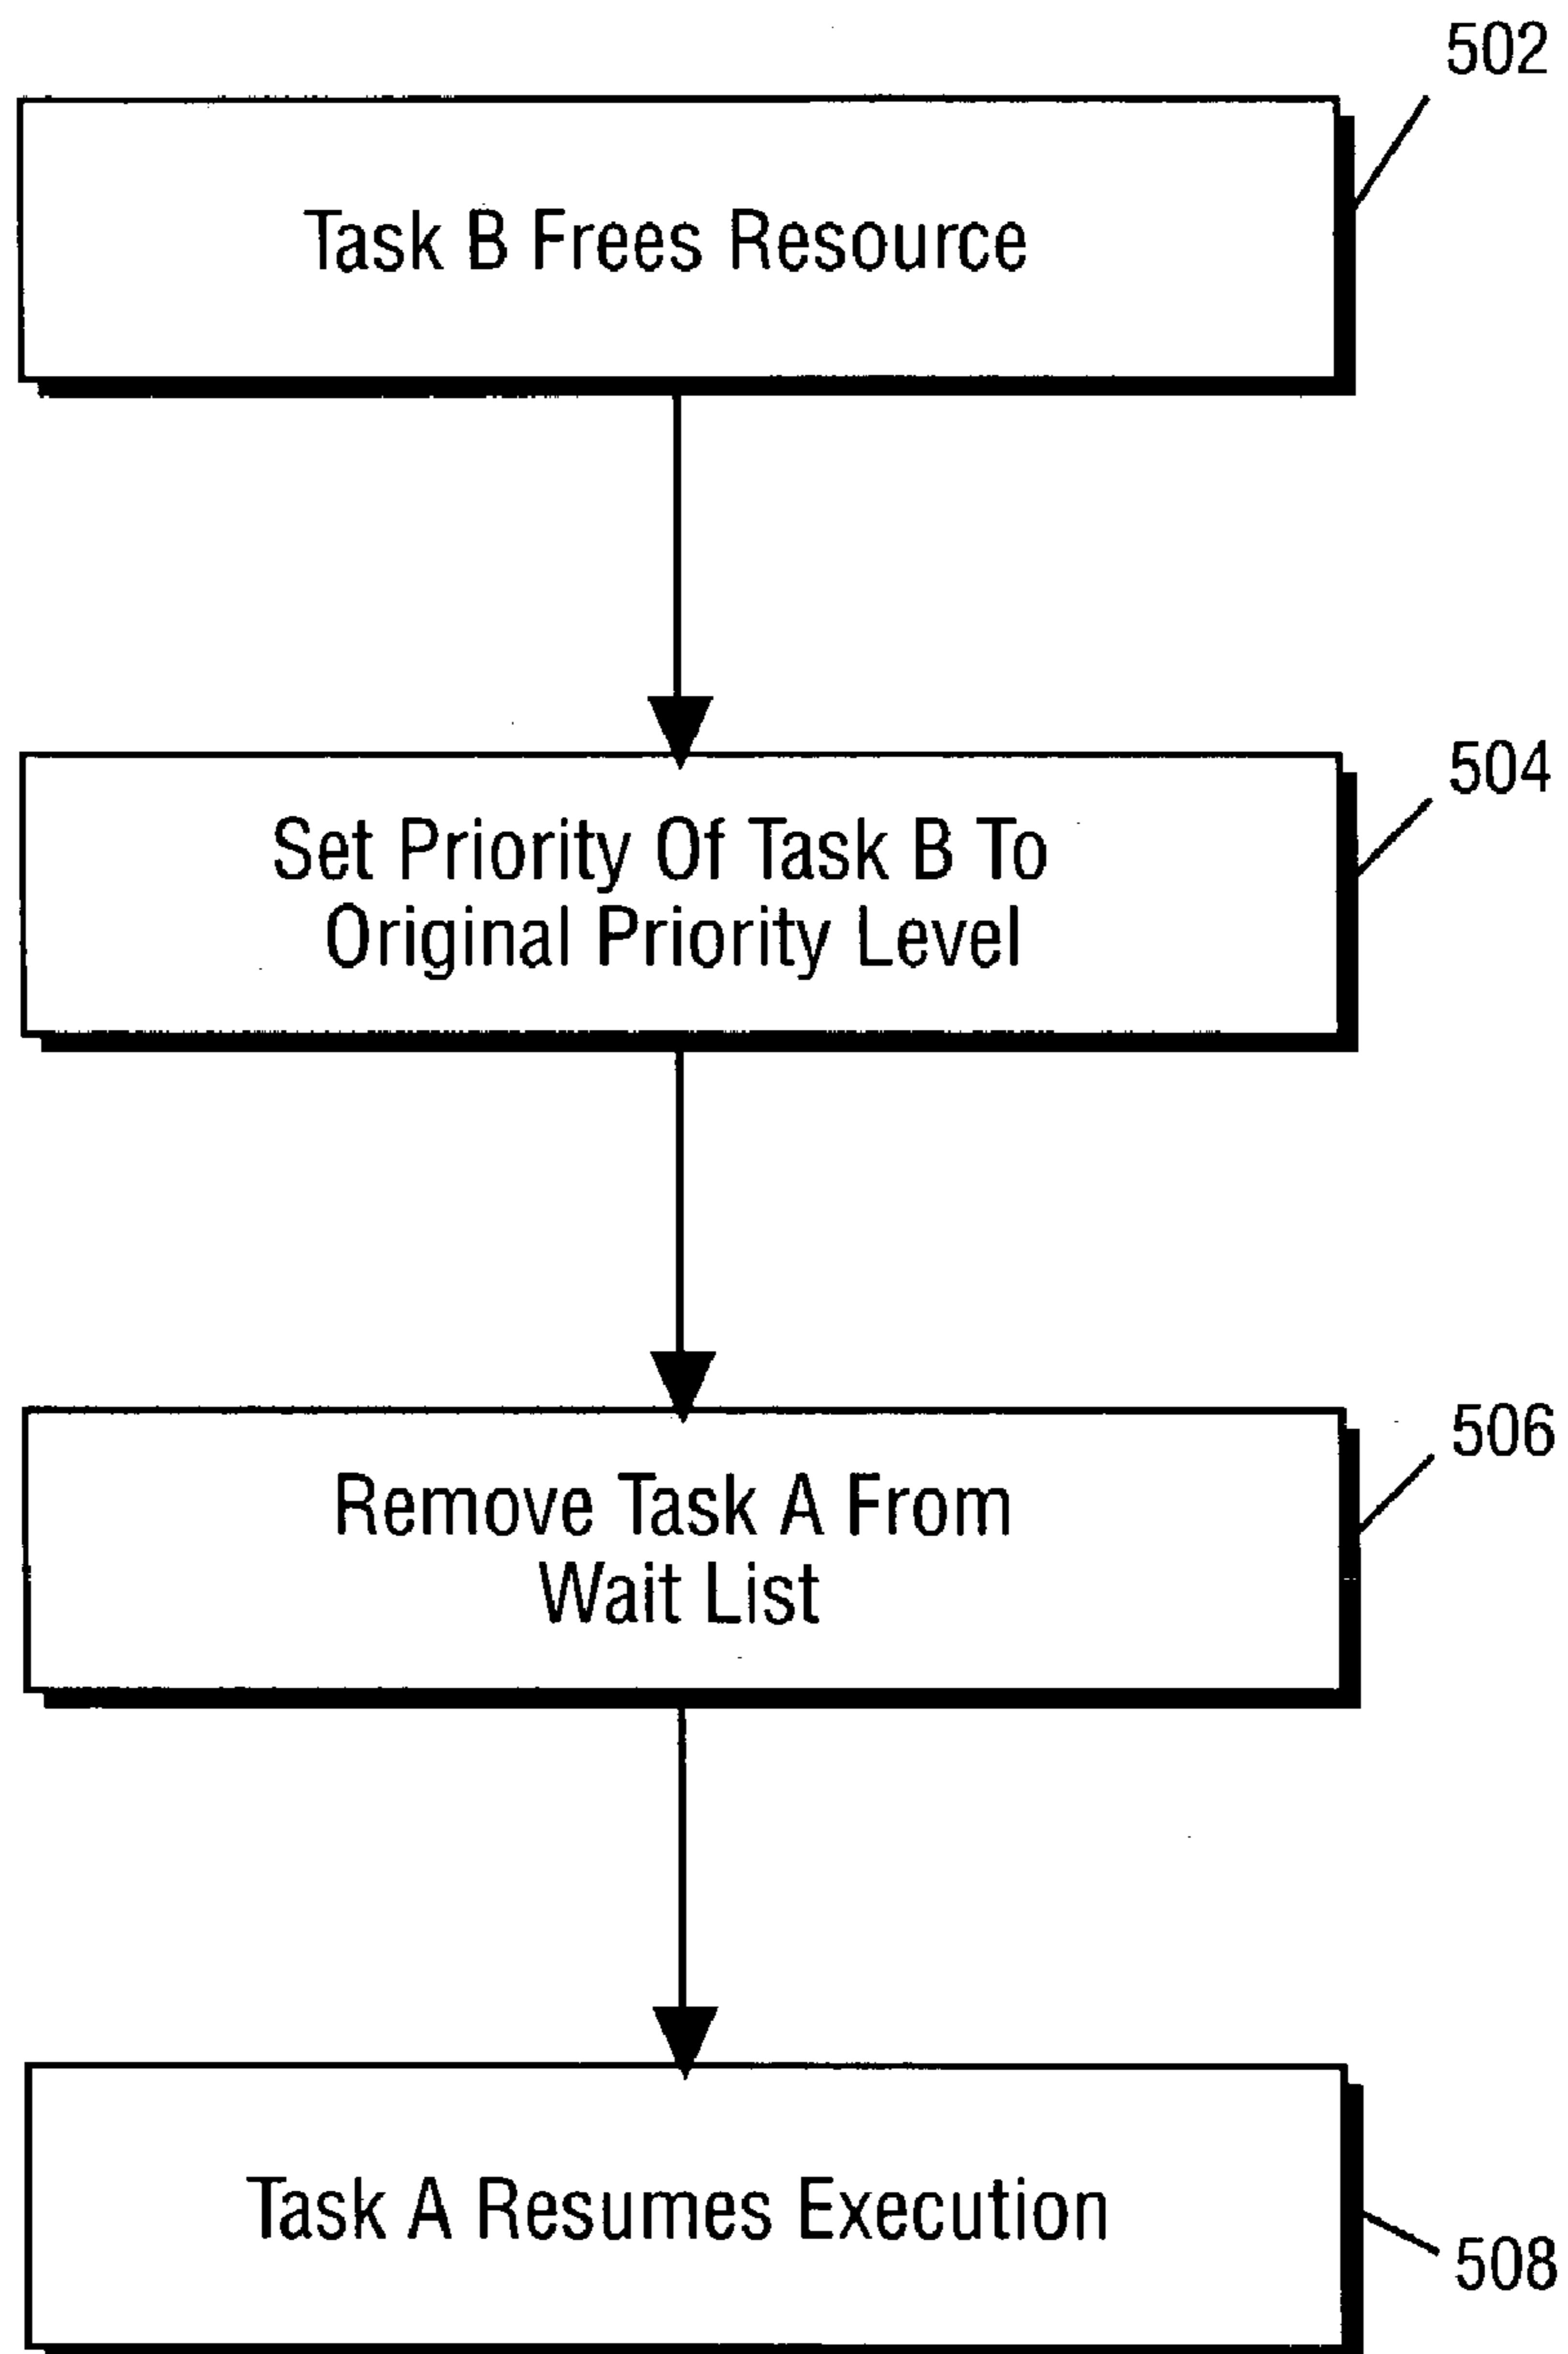 502
Task B Frees Resource
504
Set Priority Of Task B To
Original Priority Level
506
Remove Task A From
Wait List
Task A Resumes Execution
508